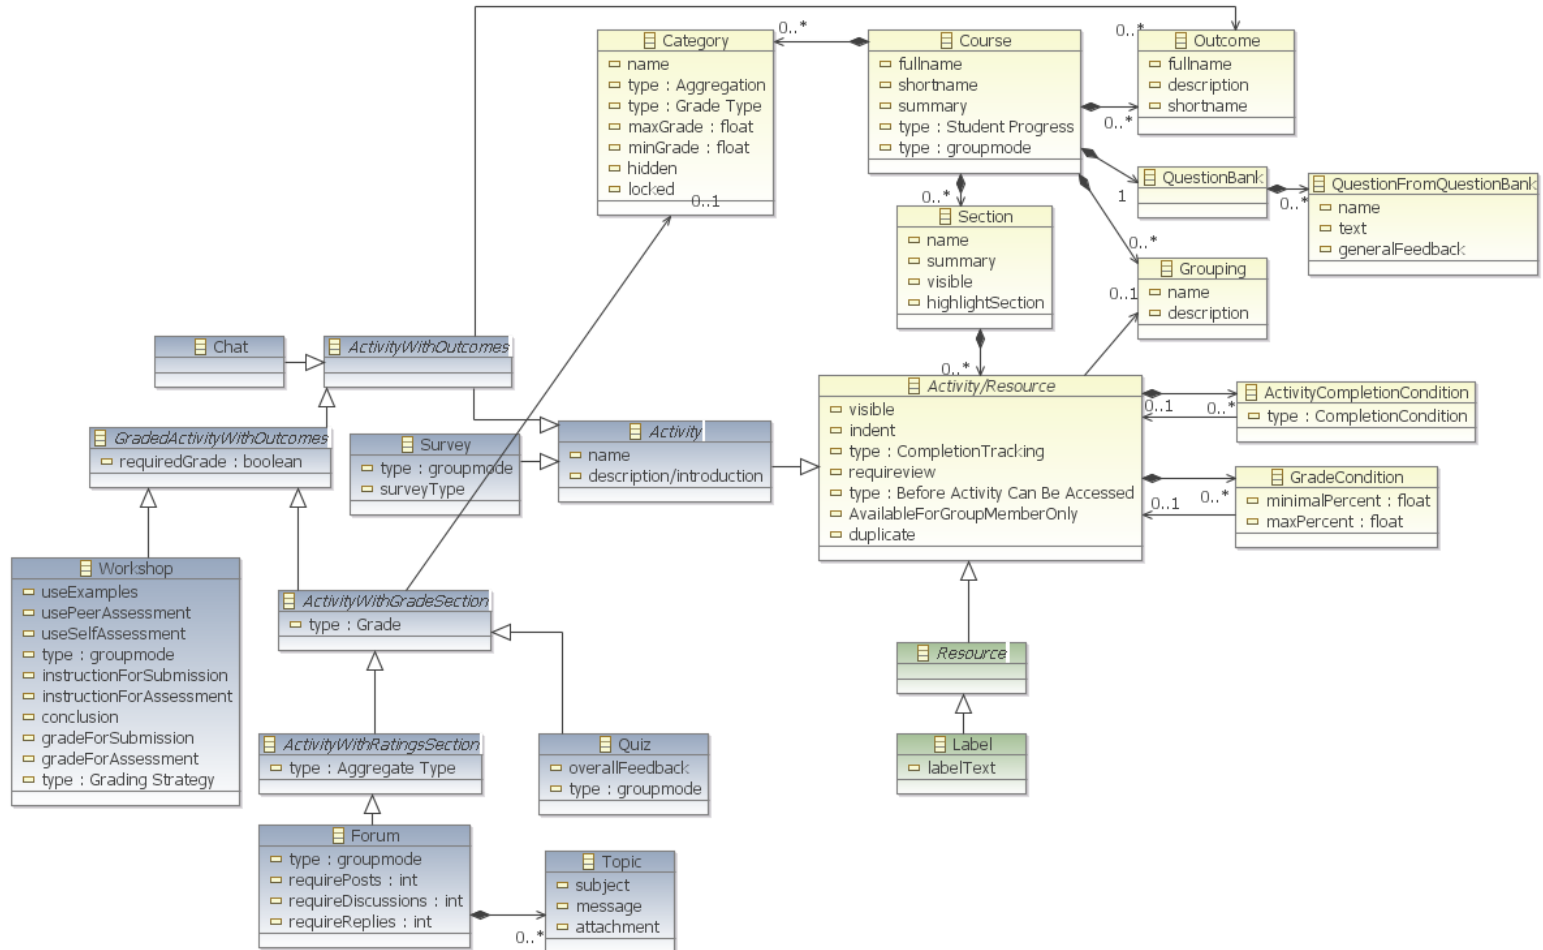 Category
name
type : Aggregation
type : Grade Type
maxGrade : float
minGrade : float
hidden
locked
0..1
0..*
Course
fullname
shortname
summary
type : Student Progress
type : groupmode
0..*
Outcome
fullname
description
shortname
0..*
QuestionBank
1
QuestionFromQuestionBank
name
text
generalFeedback
0..*
0..*
Section
name
summary
visible
highlightSection
0..*
Grouping
name
description
0..1
0..*
Chat
ActivityWithOutcomes
GradedActivityWithOutcomes
requiredGrade : boolean
Survey
type : groupmode
surveyType
Activity
name
description/introduction
Activity/Resource
visible
indent
type : CompletionTracking
requireview
type : Before Activity Can Be Accessed
AvailableForGroupMemberOnly
duplicate
ActivityCompletionCondition
type : CompletionCondition
0..1
0..*
GradeCondition
minimalPercent : float
maxPercent : float
0..1
0..*
Workshop
useExamples
usePeerAssessment
useSelfAssessment
type : groupmode
instructionForSubmission
instructionForAssessment
conclusion
gradeForSubmission
gradeForAssessment
type : Grading Strategy
ActivityWithGradeSection
type : Grade
Resource
ActivityWithRatingsSection
type : Aggregate Type
Quiz
overallFeedback
type : groupmode
Label
labelText
Forum
type : groupmode
requirePosts : int
requireDiscussions : int
requireReplies : int
Topic
subject
message
attachment
0..*